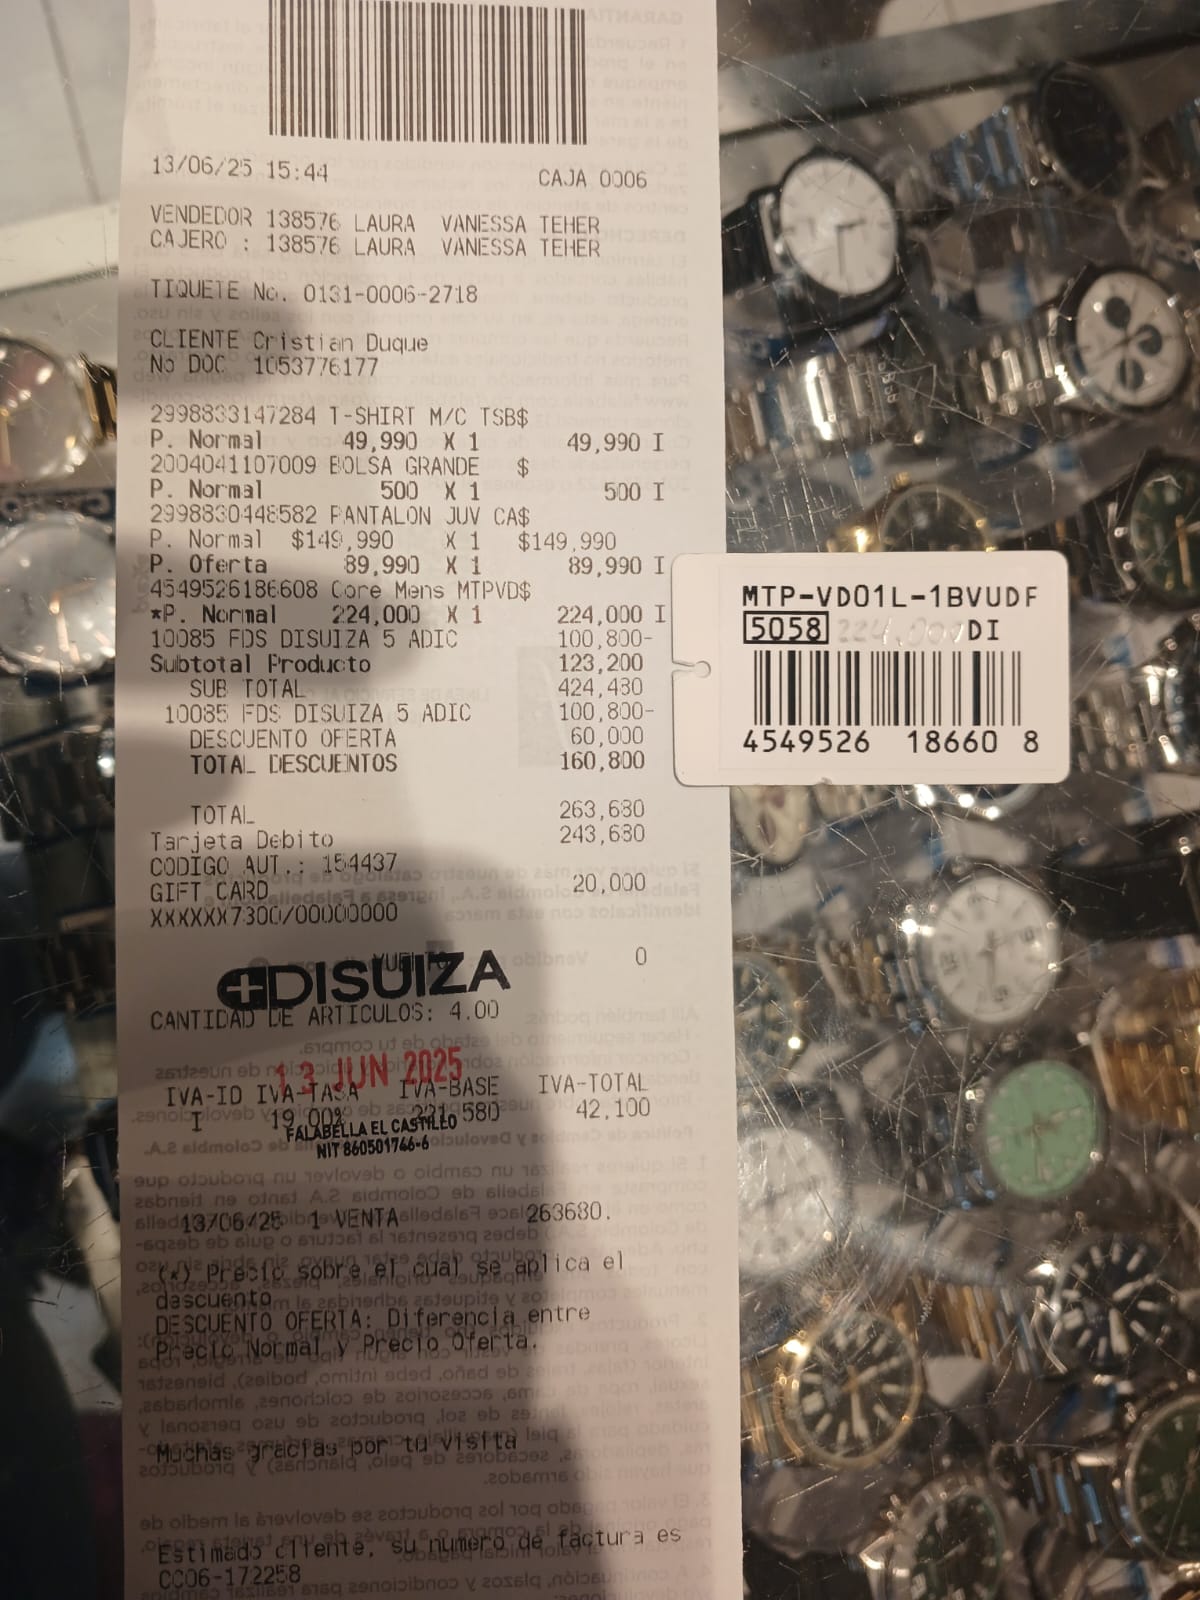 13/06/25 15:44 CAJA 0006
VENDEDOR 138576 LAURA VANESSA TEHER
CAJERO : 138576 LAURA VANESSA TEHER
TIQUETE No. 0131-0006-2718
CLIENTE Cristian Duque
No DOC 1053776177
2998833147284 T-SHIRT M/C TSB$
P. Normal 49,990 X 1 49,990 I
2004041107009 BOLSA GRANDE $
P. Normal 500 X 1 500 I
2998830448582 PANTALON JUV CA$
P. Normal $149,990 X 1 $149,990
P. Oferta 89,990 X 1 89,990 I
4549526186608 Core Mens MTPVD$
*P. Normal 224,000 X 1 224,000 I
10085 FDS DISUIZA 5 ADIC 100,800-
Subtotal Producto 123,200
SUB TOTAL 424,480
10085 FDS DISUIZA 5 ADIC 100,800-
DESCUENTO OFERTA 60,000
TOTAL DESCUENTOS 160,800
TOTAL 263,680
Tarjeta Debito 243,680
CODIGO AUT.: 154437
GIFT CARD 20,000
XXXXXX7300/00000000
0
DISUIZA
CANTIDAD DE ARTICULOS: 4.00
13 JUN 2025
IVA-ID IVA-TASA IVA-BASE IVA-TOTAL
I 19.00% 221,580 42,100
FALABELLA EL CASTILLO
NIT 860501746-6
13/06/25 1 VENTA 263680.
(*) Precio sobre el cual se aplica el
descuento
DESCUENTO OFERTA: Diferencia entre
Precio Normal y Precio Oferta.
Muchas gracias por tu visita
Estimado cliente, su numero de factura es
CC06-172258
MTP-VD01L-1BVUDF
5058 224.000 DI
4549526 18660 8